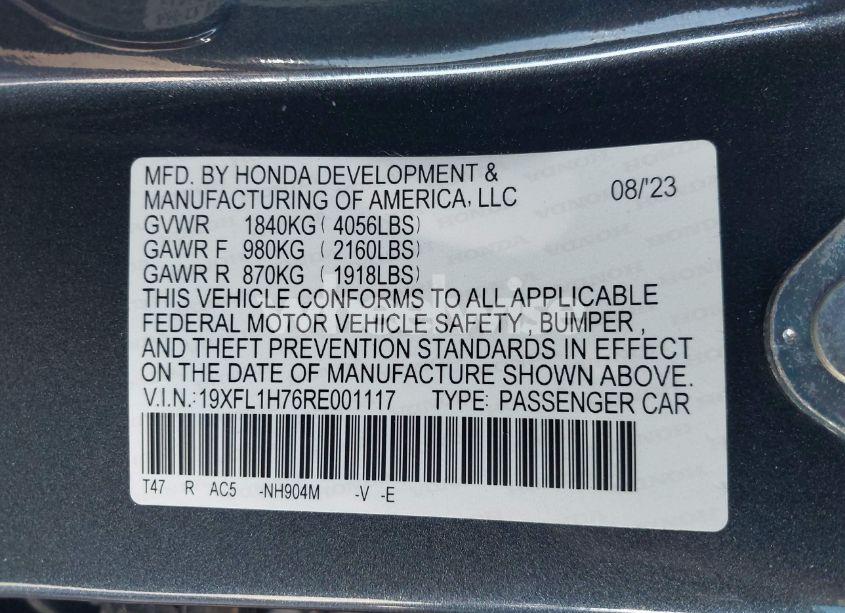 MFD. BY HONDA DEVELOPMENT &
MANUFACTURING OF AMERICA, LLC 08/'23
GVWR 1840KG ( 4056LBS)
GAWR F 980KG ( 2160LBS)
GAWR R 870KG ( 1918LBS)
THIS VEHICLE CONFORMS TO ALL APPLICABLE
FEDERAL MOTOR VEHICLE SAFETY , BUMPER ,
AND THEFT PREVENTION STANDARDS IN EFFECT
ON THE DATE OF MANUFACTURE SHOWN ABOVE.
V.I.N.:19XFL1H76RE001117 TYPE: PASSENGER CAR
T47 R AC5 -NH904M -V -E